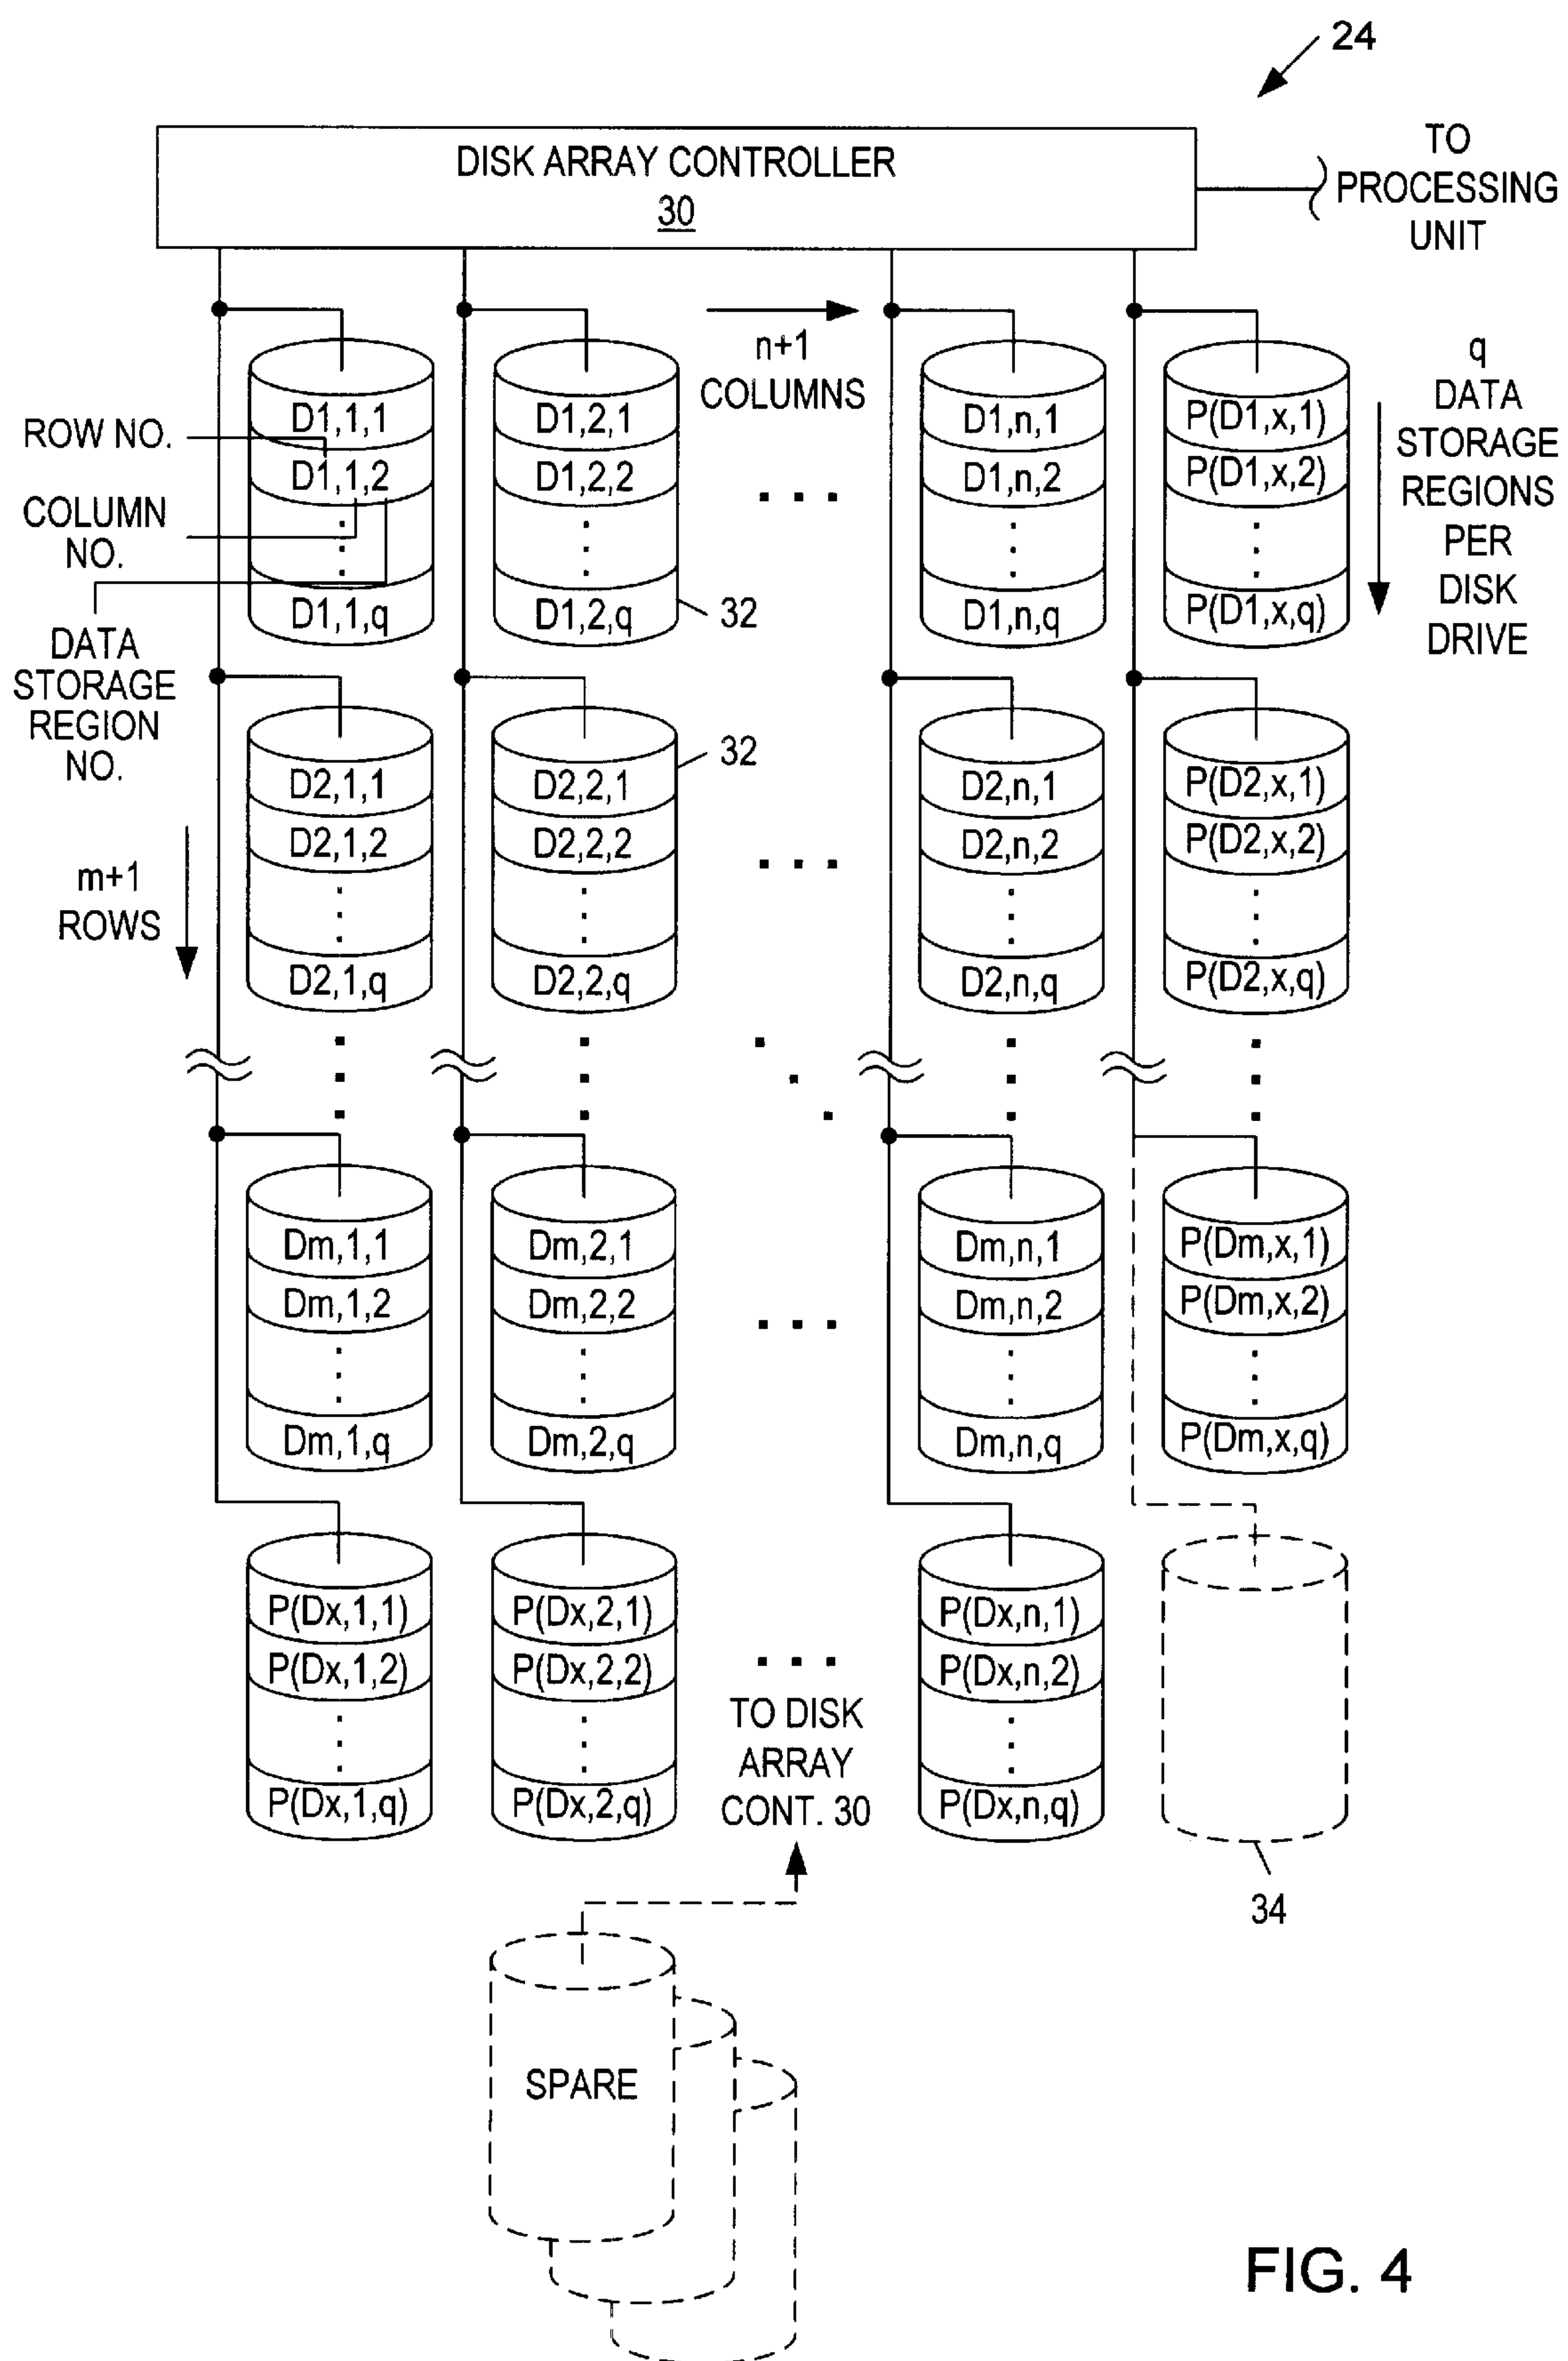 24
DISK ARRAY CONTROLLER
30
TO
PROCESSING
UNIT
n+1
COLUMNS
q
DATA
STORAGE
REGIONS
PER
DISK
DRIVE
ROW NO.
COLUMN
NO.
DATA
STORAGE
REGION
NO.
D1,1,1
D1,1,2
D1,1,q
D1,2,1
D1,2,2
D1,2,q
32
D1,n,1
D1,n,2
D1,n,q
P(D1,x,1)
P(D1,x,2)
P(D1,x,q)
m+1
ROWS
D2,1,1
D2,1,2
D2,1,q
D2,2,1
D2,2,2
D2,2,q
32
D2,n,1
D2,n,2
D2,n,q
P(D2,x,1)
P(D2,x,2)
P(D2,x,q)
Dm,1,1
Dm,1,2
Dm,1,q
Dm,2,1
Dm,2,2
Dm,2,q
Dm,n,1
Dm,n,2
Dm,n,q
P(Dm,x,1)
P(Dm,x,2)
P(Dm,x,q)
P(Dx,1,1)
P(Dx,1,2)
P(Dx,1,q)
P(Dx,2,1)
P(Dx,2,2)
P(Dx,2,q)
TO DISK
ARRAY
CONT. 30
P(Dx,n,1)
P(Dx,n,2)
P(Dx,n,q)
34
SPARE
FIG. 4